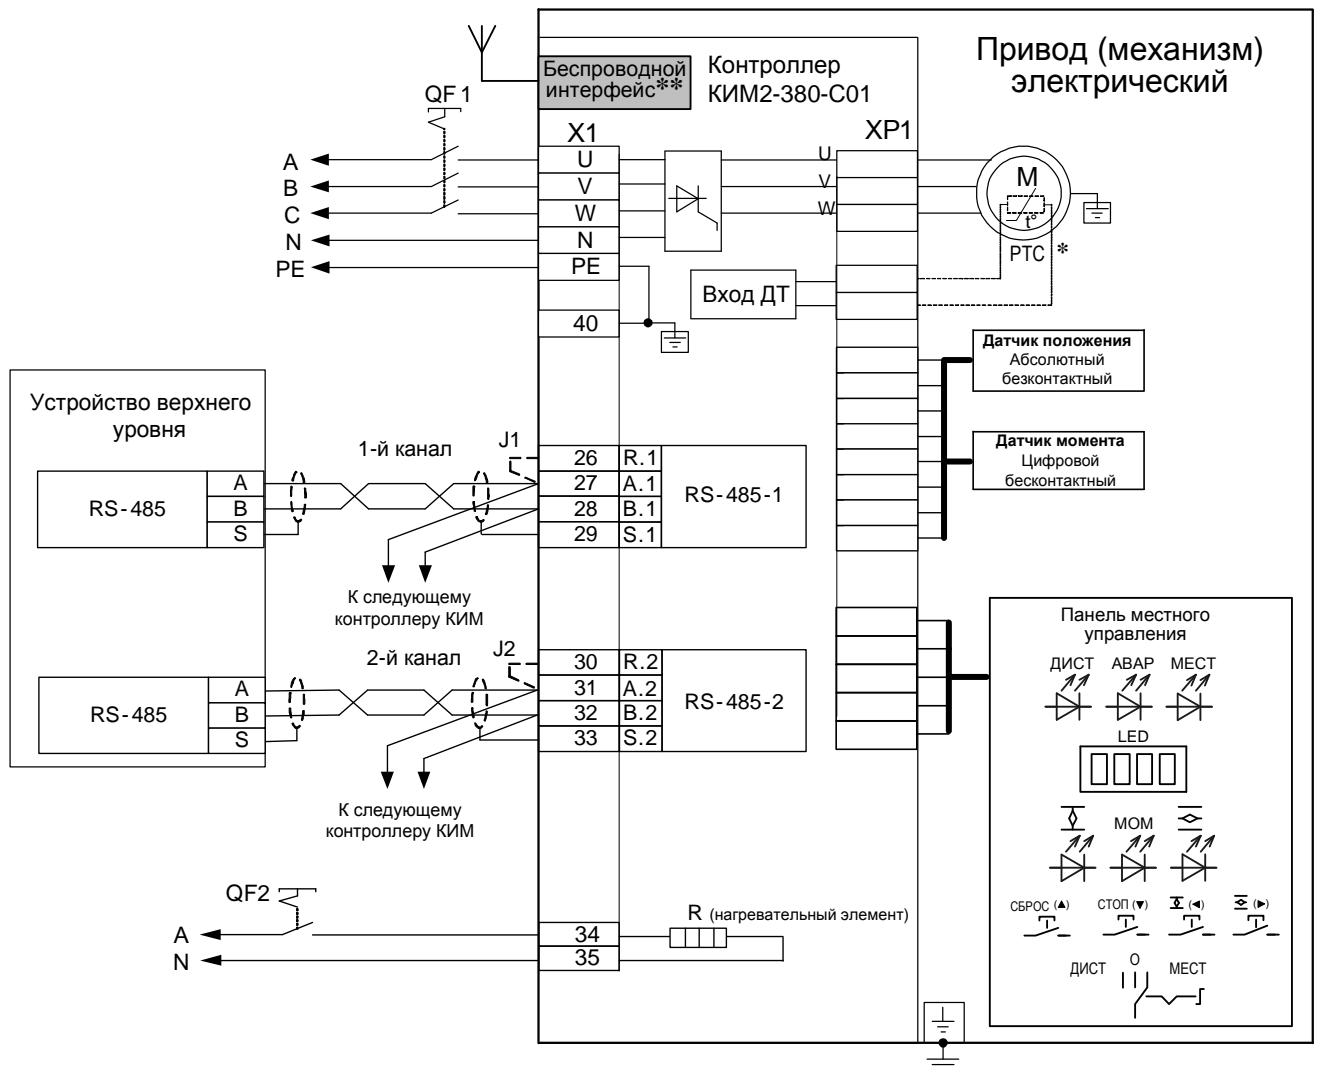 Привод (механизм)
электрический
Беспроводной
интерфейс**
Контроллер
КИМ2-380-С01
QF1
X1
XP1
A
B
C
N
PE
U
V
W
N
PE
40
U
V
W
M
t°
PTC *
Вход ДТ
Датчик положения
Абсолютный
безконтактный
Датчик момента
Цифровой
бесконтактный
Устройство верхнего
уровня
1-й канал
J1
RS-485
A
B
S
26 R.1
27 A.1
28 B.1
29 S.1
RS-485-1
К следующему
контроллеру КИМ
2-й канал
J2
RS-485
A
B
S
30 R.2
31 A.2
32 B.2
33 S.2
RS-485-2
К следующему
контроллеру КИМ
QF2
A
N
34
35
R (нагревательный элемент)
Панель местного
управления
ДИСТ АВАР МЕСТ
LED
МОМ
СБРОС (▲) СТОП (▼) (◄) (►)
ДИСТ О МЕСТ